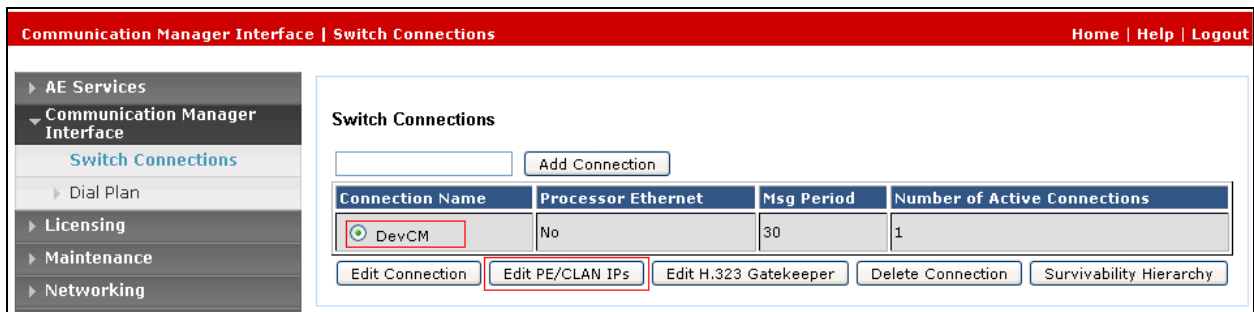 Communication Manager Interface | Switch Connections
Home | Help | Logout
AE Services
Communication Manager
Interface
Switch Connections
Dial Plan
Licensing
Maintenance
Networking
Switch Connections
Add Connection
Connection Name Processor Ethernet Msg Period Number of Active Connections
DevCM No 30 1
Edit Connection Edit PE/CLAN IPs Edit H.323 Gatekeeper Delete Connection Survivability Hierarchy